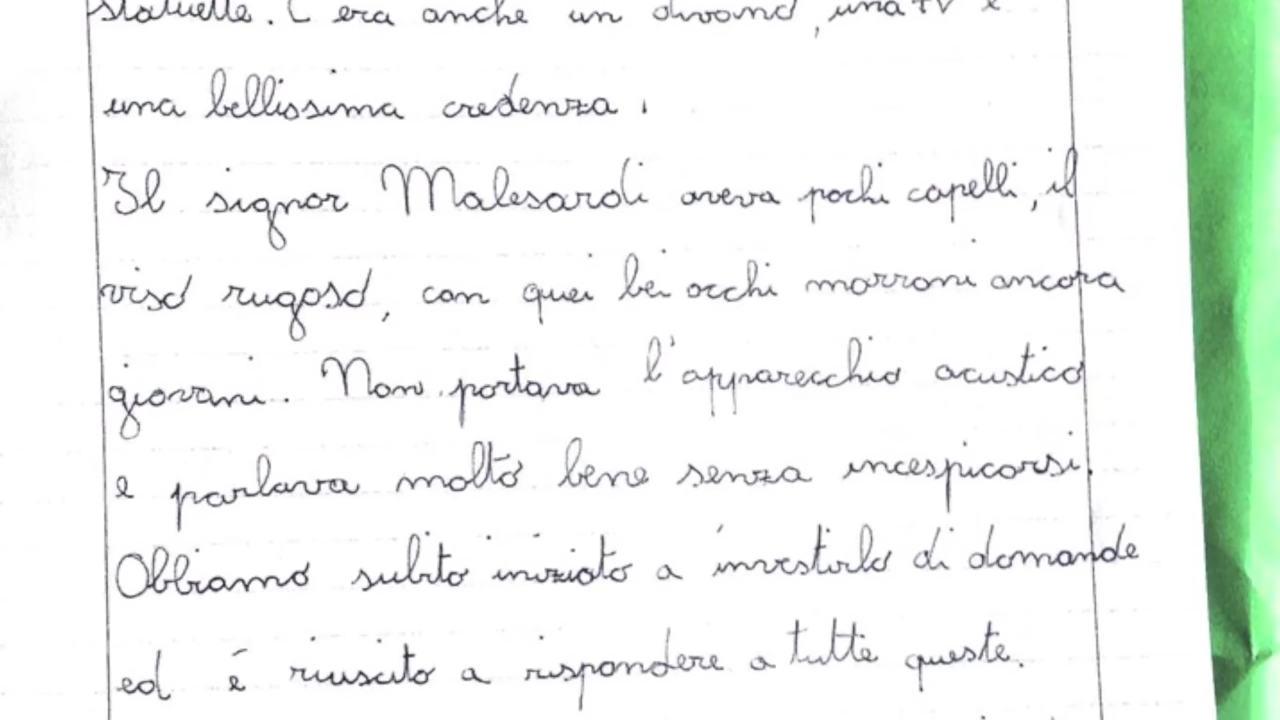 statuette. C'era anche un divano, una TV e
una bellissima credenza.
Il signor Malesardi aveva pochi capelli, il
viso rugoso, con quei bei occhi marroni ancora
giovani. Non portava l'apparecchio acustico
e parlava molto bene senza incespicarsi.
Abbiamo subito iniziato a investirlo di domande
ed é riuscito a rispondere a tutte queste.